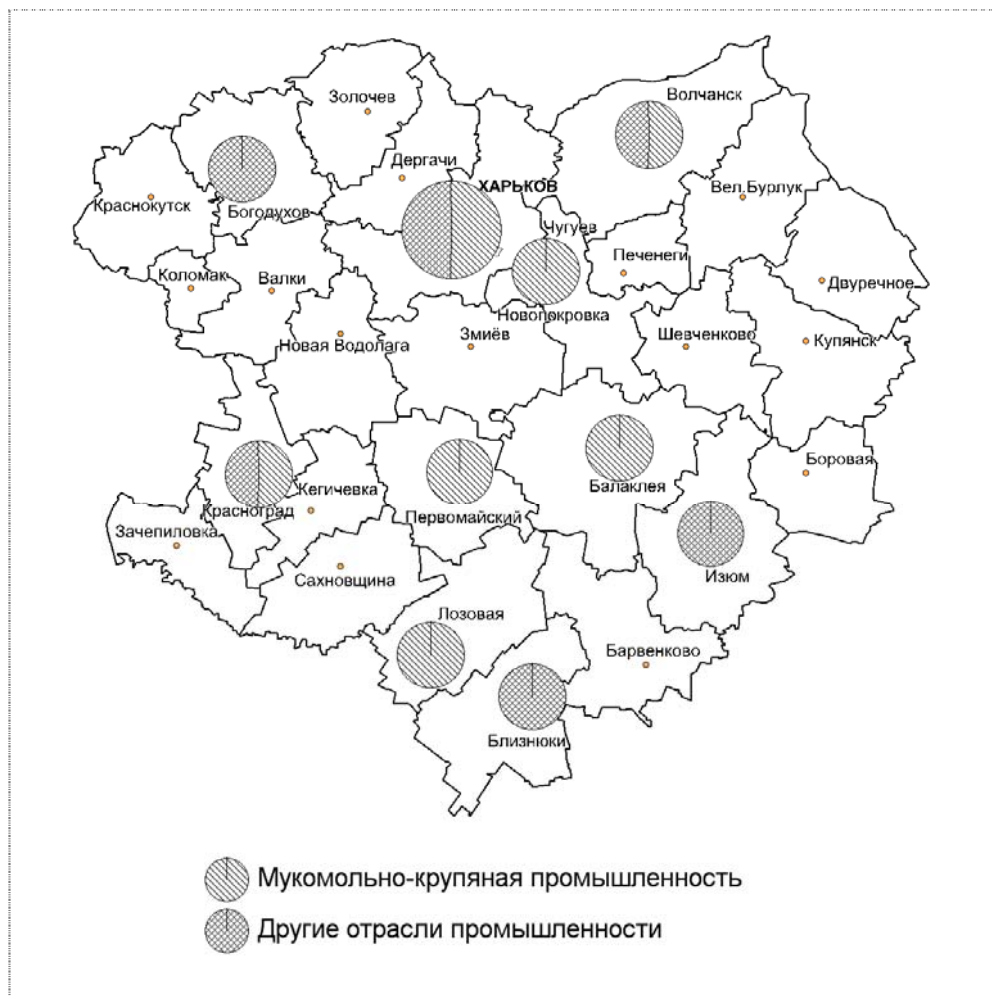 Золочев
Волчанск
Дергачи
ХАРЬКОВ
Вел.Бурлук
Краснокутск
Богодухов
Чугуев
Печенеги
Коломак
Валки
Двуречное
Новопокровка
Новая Водолага
Змиёв
Шевченково
Купянск
Боровая
Балаклея
Кегичевка
Красноград
Первомайский
Зачепиловка
Сахновщина
Изюм
Лозовая
Барвенково
Близнюки
Мукомольно-крупяная промышленность
Другие отрасли промышленности